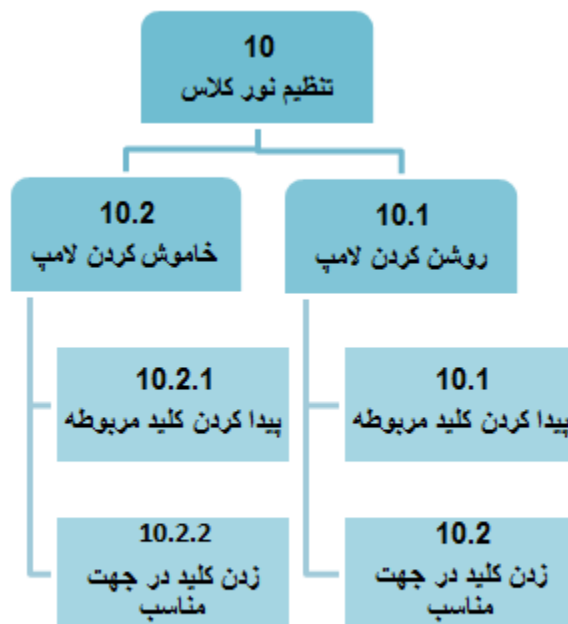 10
تنظیم نور کلاس
10.1
روشن کردن لامپ
10.2
خاموش کردن لامپ
10.1
پیدا کردن کلید مربوطه
10.2.1
پیدا کردن کلید مربوطه
10.2
زدن کلید در جهت
مناسب
10.2.2
زدن کلید در جهت
مناسب